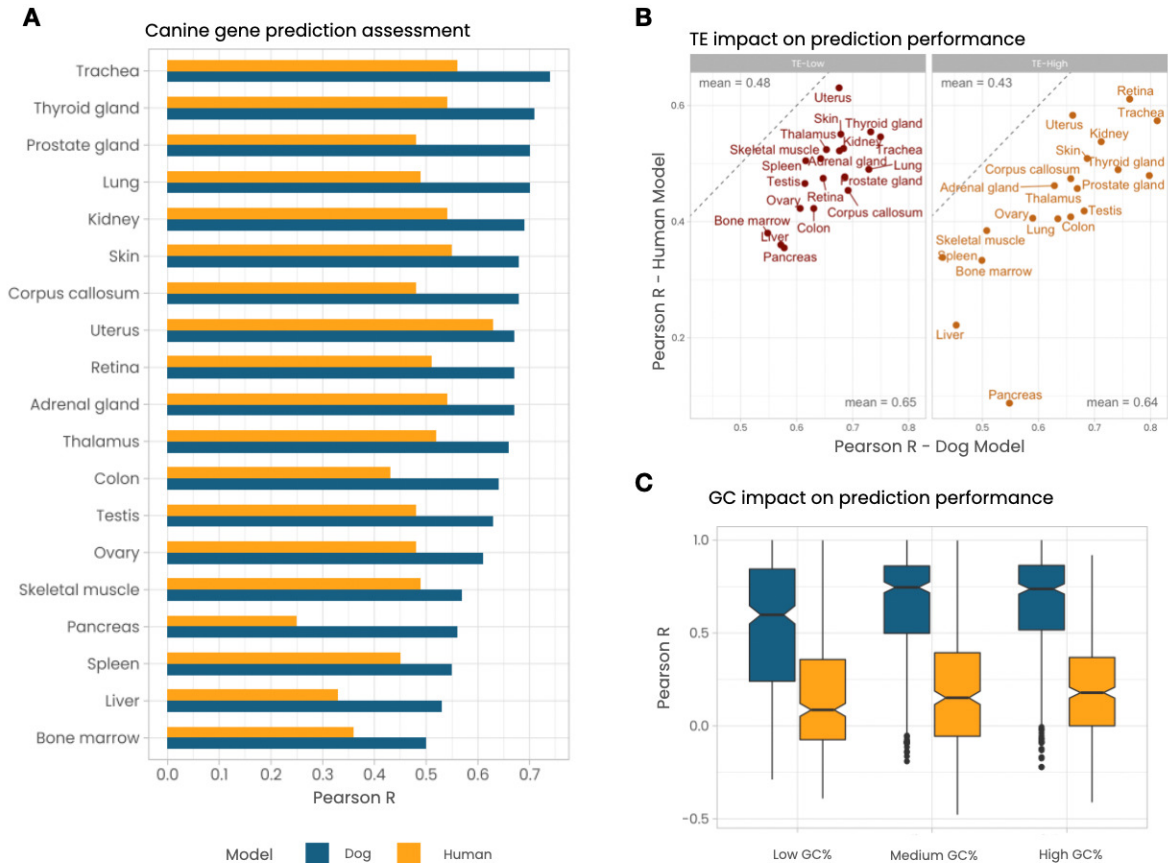 A
Canine gene prediction assessment
Trachea
Thyroid gland
Prostate gland
Lung
Kidney
Skin
Corpus callosum
Uterus
Retina
Adrenal gland
Thalamus
Colon
Testis
Ovary
Skeletal muscle
Pancreas
Spleen
Liver
Bone marrow
0.0 0.1 0.2 0.3 0.4 0.5 0.6 0.7
Pearson R
Model Dog Human
B
TE impact on prediction performance
TE-Low
mean = 0.48
Uterus
Skin
Thyroid gland
Thalamus
Kidney
Skeletal muscle
Trachea
Adrenal gland
Spleen
Lung
Testis
Prostate gland
Retina
Ovary
Corpus callosum
Bone marrow
Colon
Liver
Pancreas
mean = 0.65
TE-High
mean = 0.43
Retina
Trachea
Uterus
Kidney
Skin
Thyroid gland
Corpus callosum
Adrenal gland
Prostate gland
Thalamus
Ovary
Testis
Lung
Colon
Skeletal muscle
Spleen
Bone marrow
Liver
Pancreas
mean = 0.64
0.6
0.4
0.2
Pearson R - Human Model
0.5 0.6 0.7 0.8
0.5 0.6 0.7 0.8
Pearson R - Dog Model
C
GC impact on prediction performance
1.0
0.5
0.0
−0.5
Pearson R
Low GC% Medium GC% High GC%